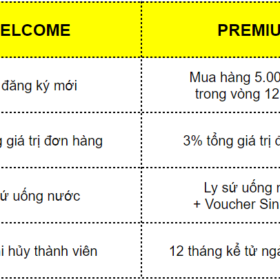 ELCOME PREMIU
đăng ký mới Mua hàng 5.00
trong vòng 12
giá trị đơn hàng 3% tổng giá trị đ
ứ uống nước Ly sứ uống n
+ Voucher Sin
hủy thành viên 12 tháng kể từ ngà